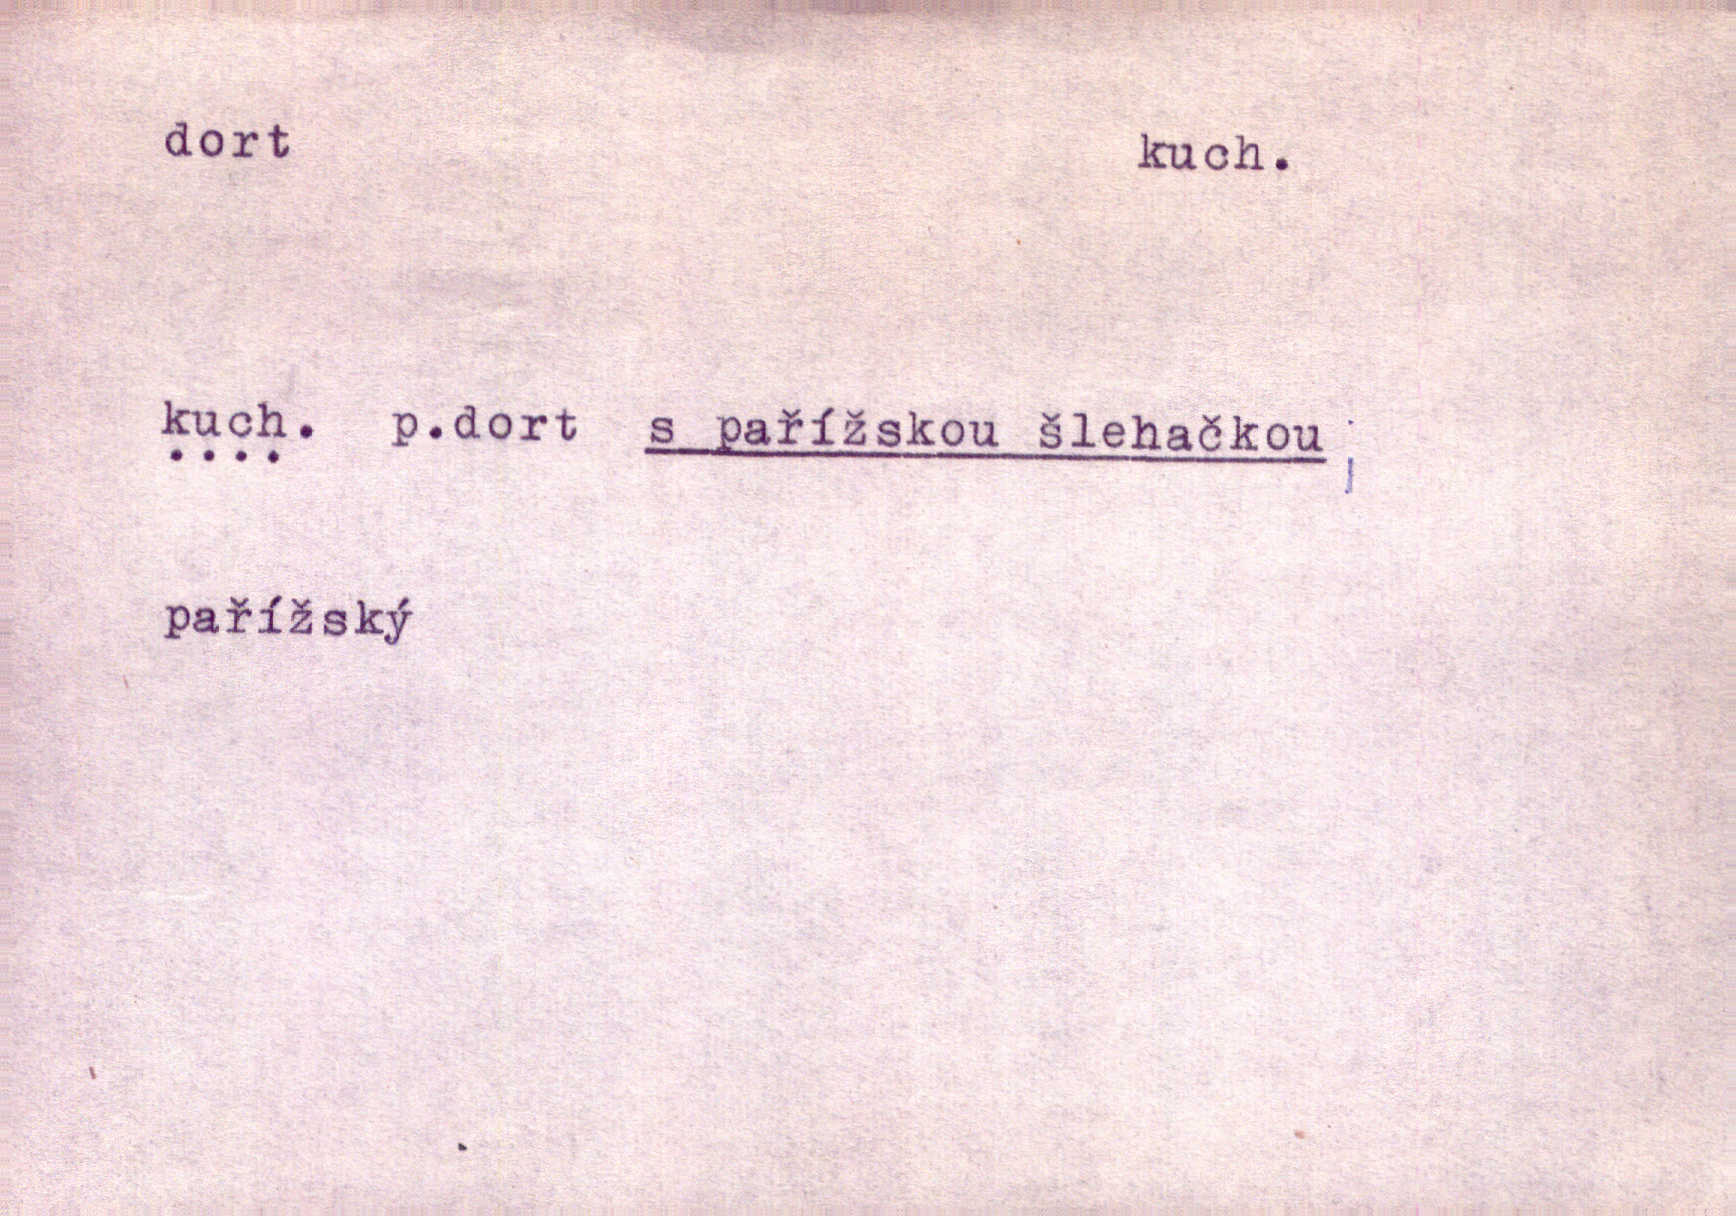 dort kuch.
kuch. p.dort s pařížskou šlehačkou
pařížský